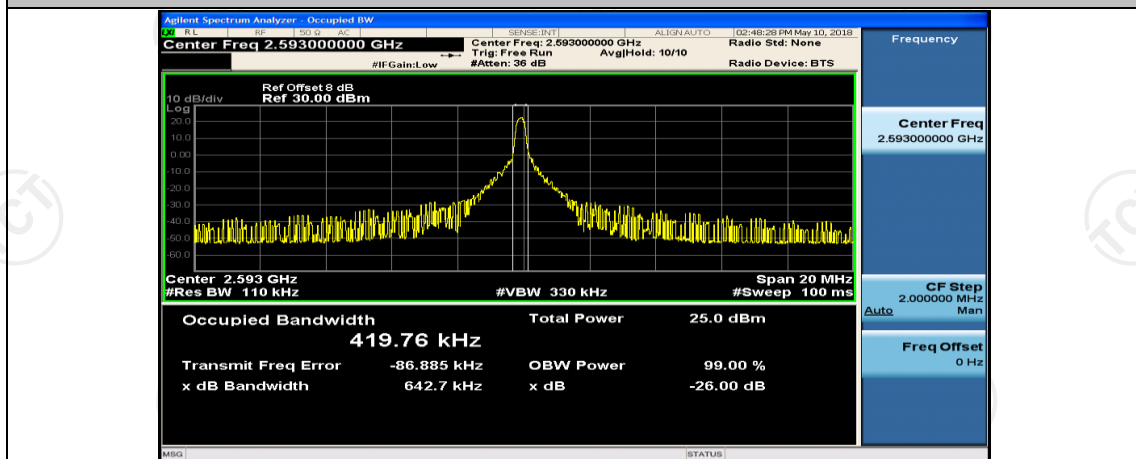 Agilent Spectrum Analyzer - Occupied BW
LXI RL RF 50 Ω AC SENSE:INT ALIGN AUTO 02:48:28 PM May 10, 2018
Center Freq 2.593000000 GHz
Center Freq: 2.593000000 GHz
Radio Std: None
Trig: Free Run Avg|Hold: 10/10
#IFGain:Low #Atten: 36 dB Radio Device: BTS
Ref Offset 8 dB
10 dB/div Ref 30.00 dBm
Log
20.0
10.0
0.00
-10.0
-20.0
-30.0
-40.0
-50.0
-60.0
Center 2.593 GHz Span 20 MHz
#Res BW 110 kHz #VBW 330 kHz #Sweep 100 ms
Occupied Bandwidth Total Power 25.0 dBm
419.76 kHz
Transmit Freq Error -86.885 kHz OBW Power 99.00 %
x dB Bandwidth 642.7 kHz x dB -26.00 dB
MSG STATUS
Frequency
Center Freq
2.593000000 GHz
CF Step
2.000000 MHz
Auto Man
Freq Offset
0 Hz
TCT